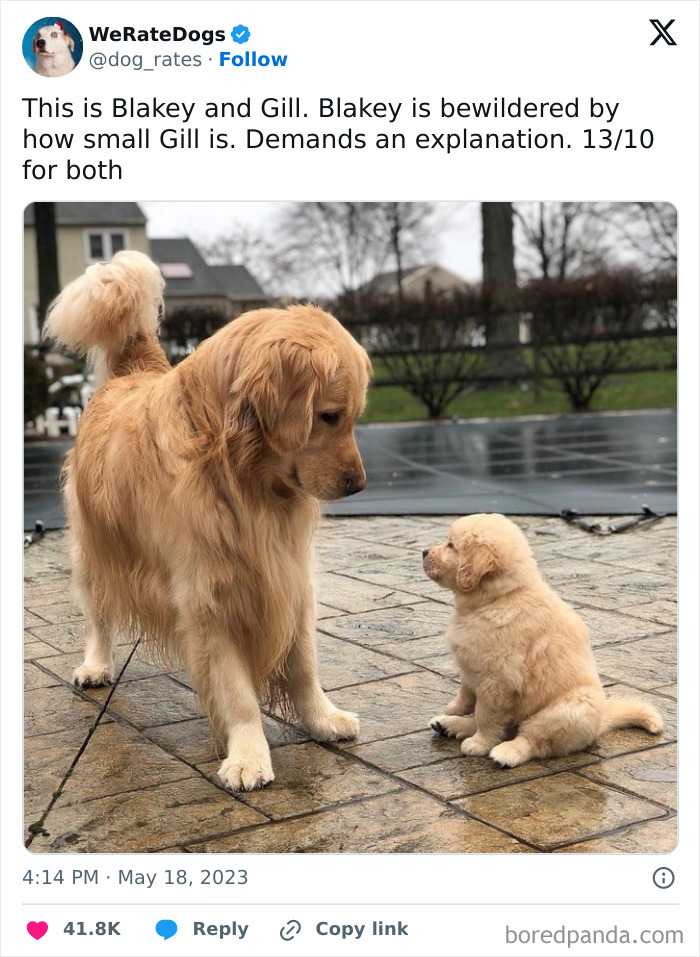 WeRateDogs
@dog_rates · Follow
This is Blakey and Gill. Blakey is bewildered by
how small Gill is. Demands an explanation. 13/10
for both
4:14 PM · May 18, 2023
41.8K Reply Copy link
boredpanda.com